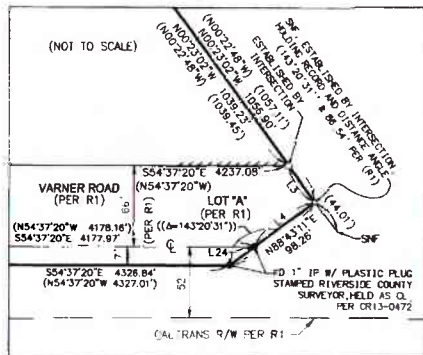 (NOT TO SCALE)
(N00°22'48"W)
N00°23'02"W
N00°23'02"W
(N00°22'48"W)
(1057.11')
1055.90'
1039.23'
(1039.45')
ESTABLISHED BY
INTERSECTION
SNF, ESTABLISHED BY INTERSECTION
HOLDING RECORD AND DISTANCE ANGLE
(143°20'31" & 86.54' PER (R1)
S54°37'20"E 4237.08'
(N54°37'20"W)
VARNER ROAD
(PER R1)
66'
(PER R1)
LOT "A"
(PER R1)
((Δ=143°20'31))
L3
(44.01')
SNF
(N54°37'20"W 4178.16')
S54°37'20"E 4177.97'
7'
L24
N88°43'11"E
98.26'
S54°37'20"E 4326.84'
(N54°37'20"W 4327.01')
52'
FD 1" IP W/ PLASTIC PLUG
STAMPED RIVERSIDE COUNTY
SURVEYOR, HELD AS CL
PER CR13-0472
CALTRANS R/W PER R1